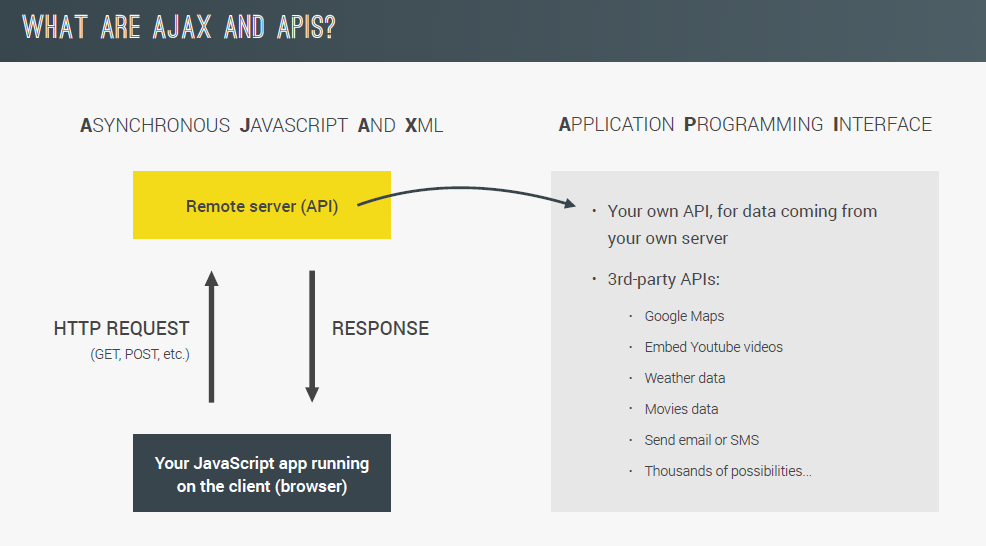 WHAT ARE AJAX AND APIS?
ASYNCHRONOUS JAVASCRIPT AND XML
Remote server (API)
HTTP REQUEST
(GET, POST, etc.)
RESPONSE
Your JavaScript app running
on the client (browser)
APPLICATION PROGRAMMING INTERFACE
· Your own API, for data coming from
your own server
· 3rd-party APIs:
· Google Maps
· Embed Youtube videos
· Weather data
· Movies data
· Send email or SMS
· Thousands of possibilities...